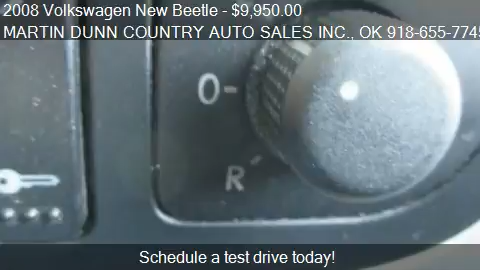 2008 Volkswagen New Beetle - $9,950.00
MARTIN DUNN COUNTRY AUTO SALES INC., OK 918-655-7745
0-
R
Schedule a test drive today!